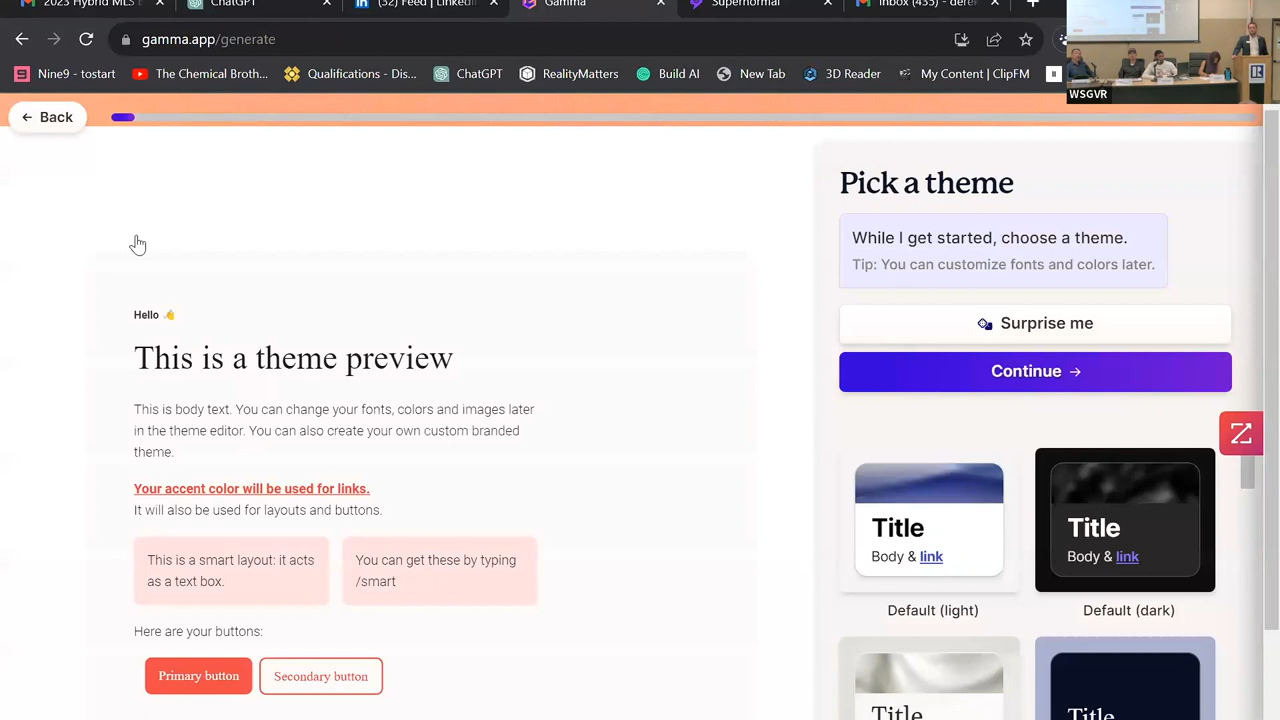 2023 Hybrid MLS
ChatGPT
(32) Feed | LinkedI
Gamma
Supernormal
Inbox (435) - dere
gamma.app/generate
Nine9 - tostart
The Chemical Broth...
Qualifications - Dis...
ChatGPT
RealityMatters
Build AI
New Tab
3D Reader
My Content | ClipFM
WSGVR
← Back
Pick a theme
While I get started, choose a theme.
Tip: You can customize fonts and colors later.
Surprise me
Continue →
Hello
This is a theme preview
This is body text. You can change your fonts, colors and images later
in the theme editor. You can also create your own custom branded
theme.
Your accent color will be used for links.
It will also be used for layouts and buttons.
This is a smart layout: it acts
as a text box.
You can get these by typing
/smart
Here are your buttons:
Primary button
Secondary button
Title
Body & link
Default (light)
Title
Body & link
Default (dark)
Title
Title